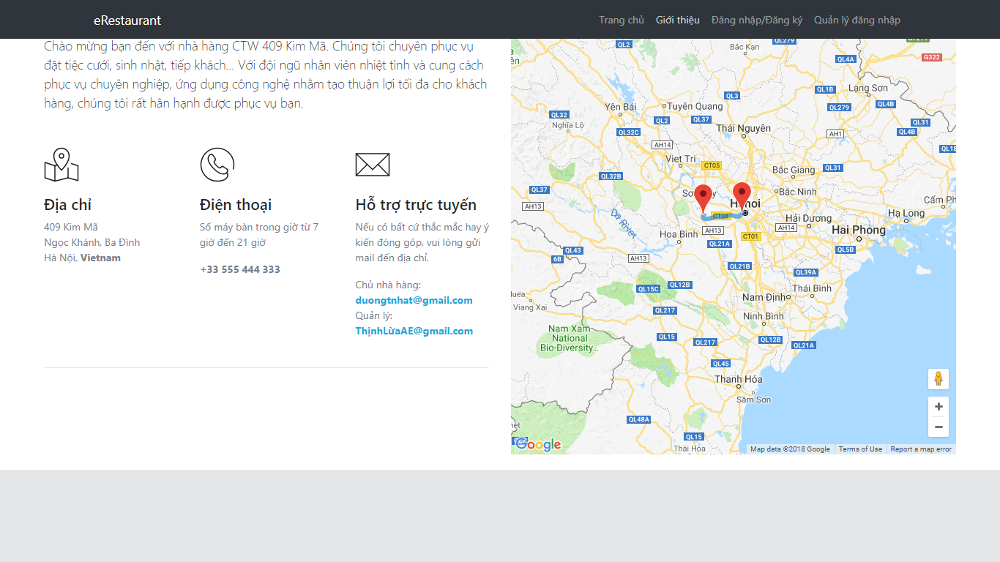 eRestaurant
Trang chủ
Giới thiệu
Đăng nhập/Đăng ký
Quản lý đăng nhập
Chào mừng bạn đến với nhà hàng CTW 409 Kim Mã. Chúng tôi chuyên phục vụ
đặt tiệc cưới, sinh nhật, tiếp khách... Với đội ngũ nhân viên nhiệt tình và cung cách
phục vụ chuyên nghiệp, ứng dụng công nghệ nhằm tạo thuận lợi tối đa cho khách
hàng, chúng tôi rất hân hạnh được phục vụ bạn.
Địa chỉ
409 Kim Mã
Ngọc Khánh, Ba Đình
Hà Nội, Vietnam
Điện thoại
Số máy bàn trong giờ từ 7
giờ đến 21 giờ
+33 555 444 333
Hỗ trợ trực tuyến
Nếu có bất cứ thắc mắc hay ý
kiến đóng góp, vui lòng gửi
mail đến địa chỉ.
Chủ nhà hàng:
duongtnhat@gmail.com
Quản lý:
ThịnhLừaAE@gmail.com
QL2
Bắc Kạn
QL279
G322
QL4A
QL1B
Lạng Sơn
QL3
QL4B
QL279
Yên Bái
Tuyên Quang
QL32
QL2
QL37
QL31
Nghĩa Lộ
Thái Nguyên
QL32C
AH1
QL4B
AH14
QL18
Viet Tri
CT05
Bắc Giang
QL31
QL32B
QL37
Bắc Ninh
Hanoi
AH13
CT08
Da River
Hải Dương
Hạ Long
Cẩm Ph
Hoa Binh
AH13
AH14
Hai Phong
CT01
QL21A
QL43
QL5B
6B
AH13
QL21B
QL39A
QL12B
QL15C
Thái Bình
Nam Định
Viang Xai
QL217
Ninh Bình
Nam Xam
National
Bio-Diversity...
QL15
QL217
QL12B
QL21A
QL45
Thanh Hóa
Sầm Sơn
QL48A
QL15
Thái Hòa
+
−
Google
Map data ©2018 Google
Terms of Use
Report a map error